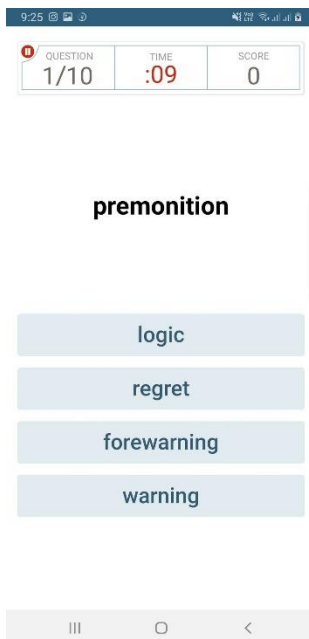 9:25
QUESTION TIME SCORE
1/10 :09 0
premonition
logic
regret
forewarning
warning